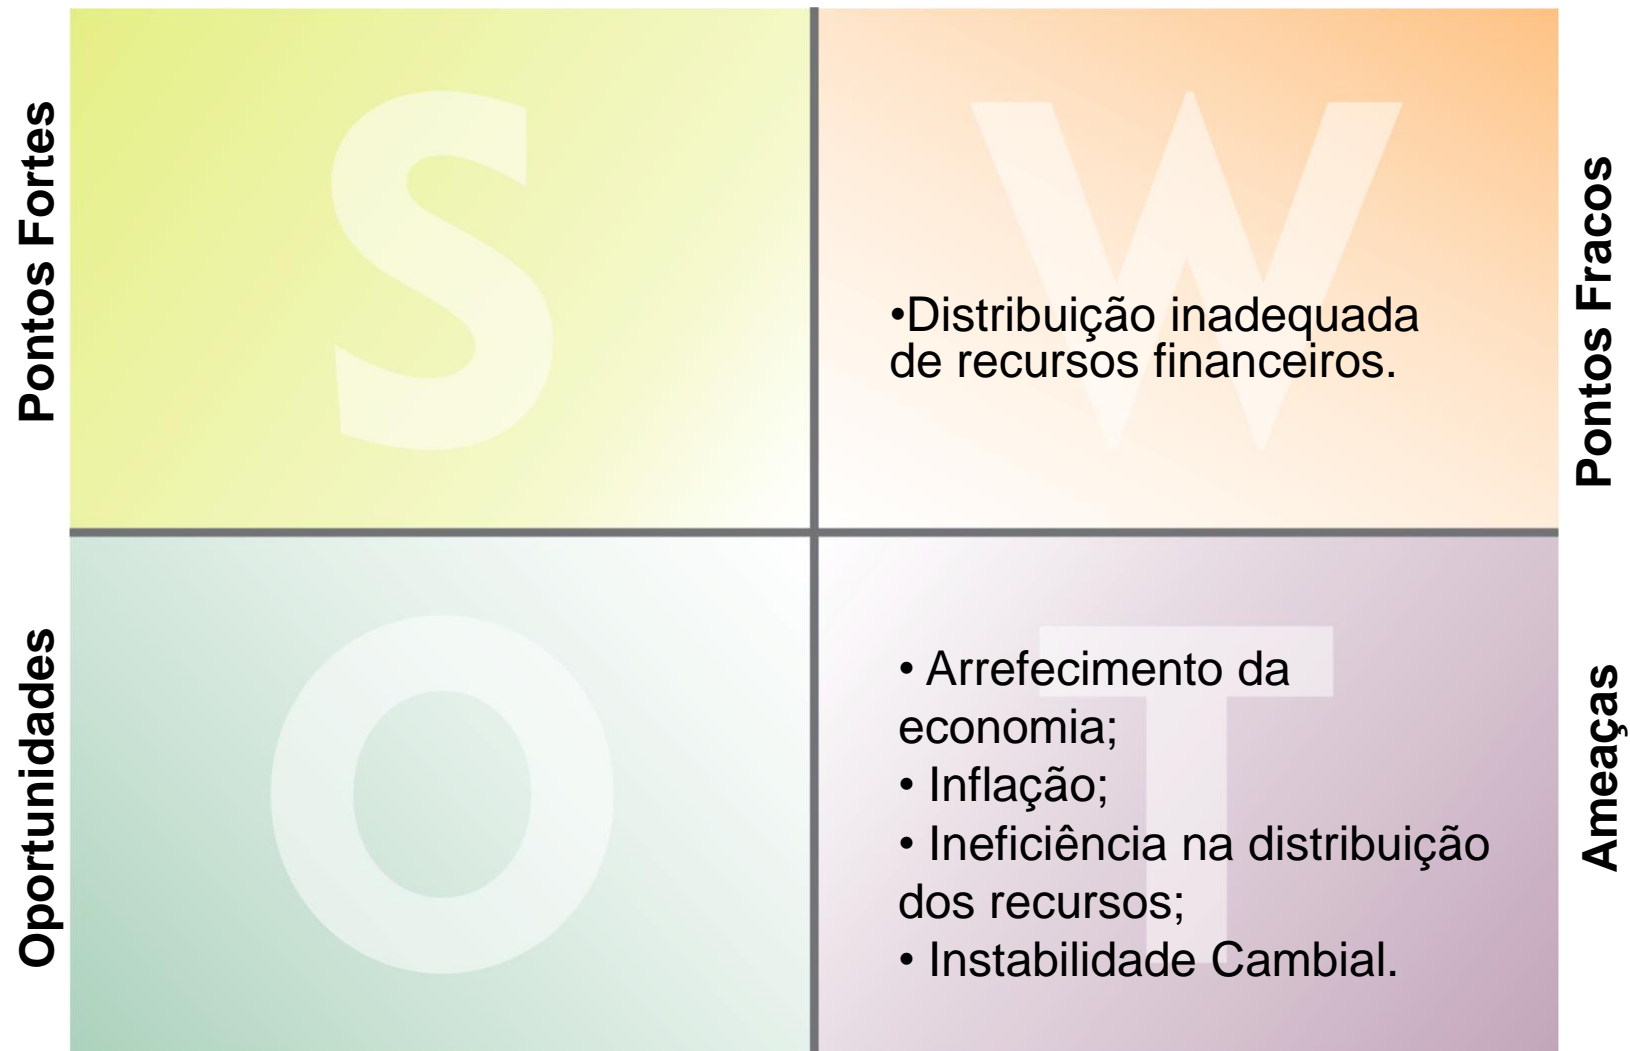 Pontos Fortes
S
W
•Distribuição inadequada
de recursos financeiros.
Pontos Fracos
Oportunidades
O
T
• Arrefecimento da
economia;
• Inflação;
• Ineficiência na distribuição
dos recursos;
• Instabilidade Cambial.
Ameaças